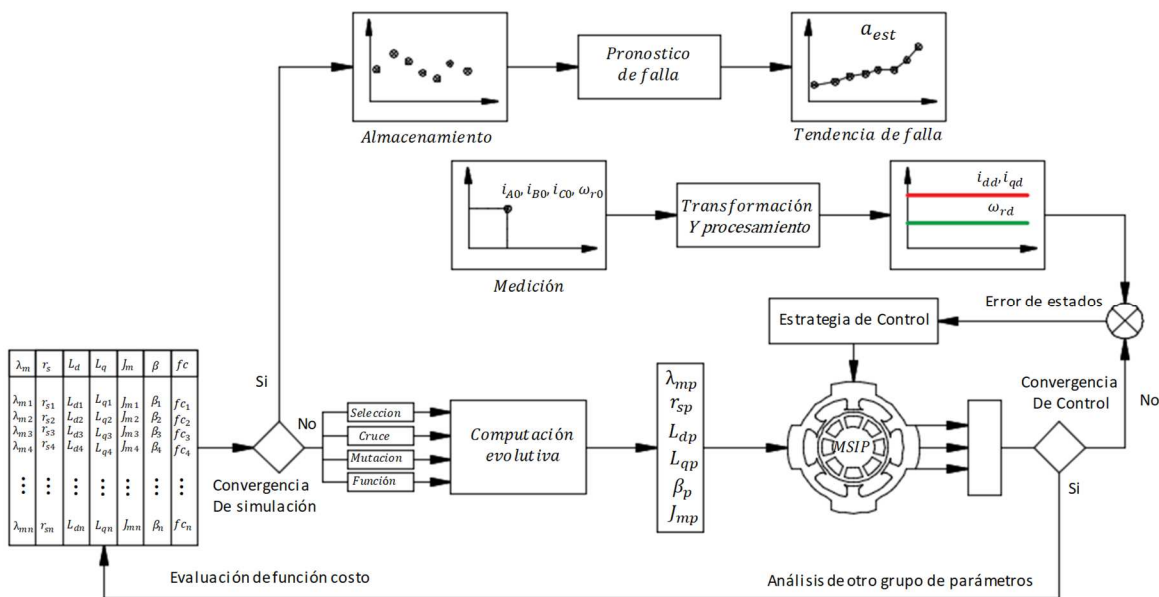 a_est
Pronostico
de falla
Almacenamiento
Tendencia de falla
i_A0, i_B0, i_C0, ω_r0
Medición
Transformación
Y procesamiento
i_dd, i_qd
ω_rd
Error de estados
Estrategia de Control
λ_m r_s L_d L_q J_m β fc
λ_m1 r_s1 L_d1 L_q1 J_m1 β_1 fc_1
λ_m2 r_s2 L_d2 L_q2 J_m2 β_2 fc_2
λ_m3 r_s3 L_d3 L_q3 J_m3 β_3 fc_3
λ_m4 r_s4 L_d4 L_q4 J_m4 β_4 fc_4
⋮ ⋮ ⋮ ⋮ ⋮ ⋮ ⋮
λ_mn r_sn L_dn L_qn J_mn β_n fc_n
Si
No
Convergencia
De simulación
Seleccion
Cruce
Mutacion
Función
Computación
evolutiva
λ_mp
r_sp
L_dp
L_qp
β_p
J_mp
MSIP
Convergencia
De Control
No
Si
Evaluación de función costo
Análisis de otro grupo de parámetros